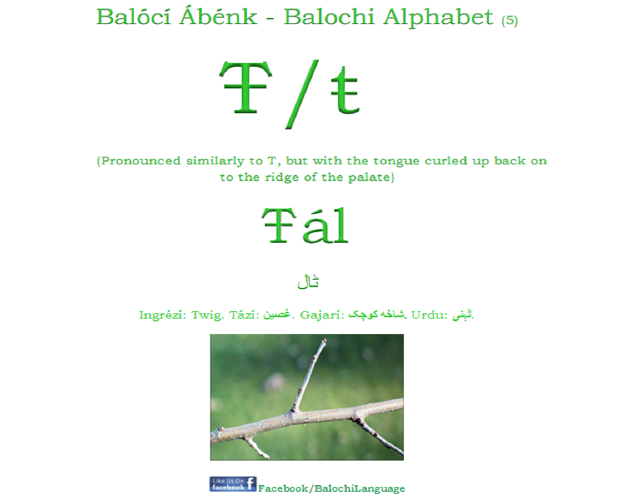 Balócí Ábénk - Balochi Alphabet (5)
Ŧ / ŧ
(Pronounced similarly to T, but with the tongue curled up back on
to the ridge of the palate)
Ŧál
ٹال
Ingrézí: Twig. Tází: غصين. Gajarí: شاخه کوچک. Urdu: ٹہنی.
Like Us On
facebook f
Facebook/BalochiLanguage